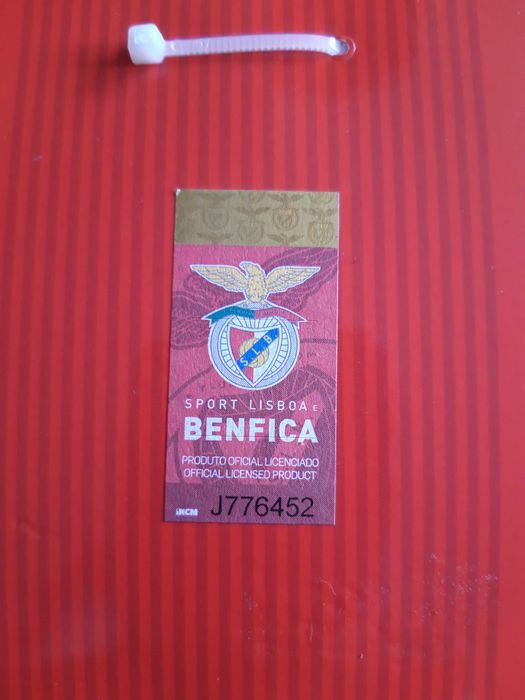 S.L.B.
SPORT LISBOA E
BENFICA
PRODUTO OFICIAL LICENCIADO
OFFICIAL LICENSED PRODUCT
INCM J776452